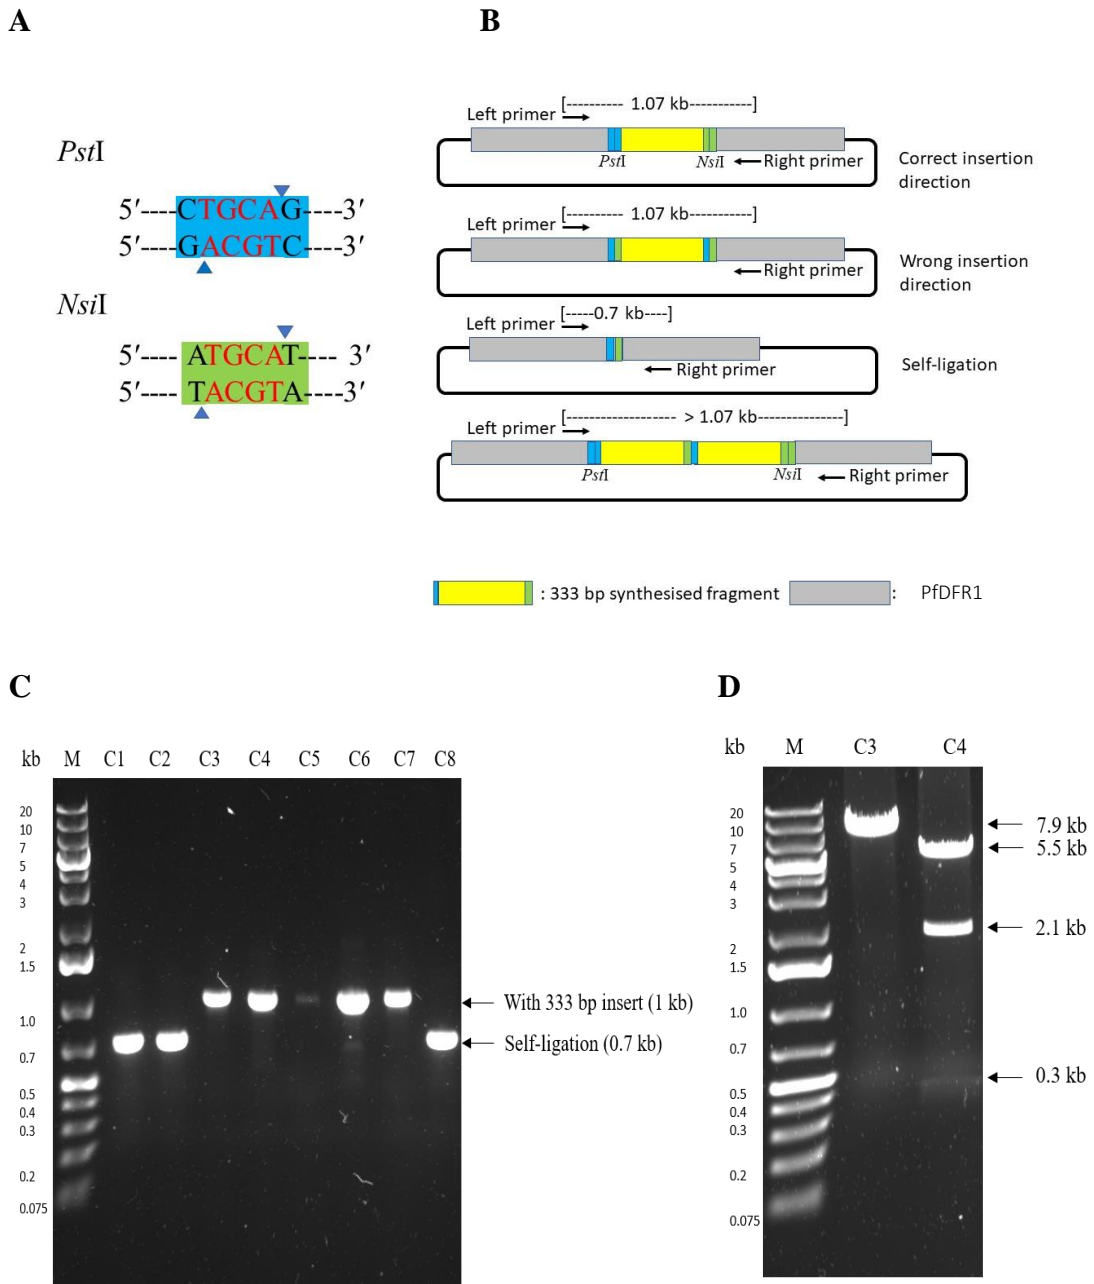 A
B
PstI
5′----CTGCAG----3′
5′----GACGTC----3′
NsiI
5′---- ATGCAT---- 3′
5′----TACGTA----3′
[---------- 1.07 kb-----------]
Left primer
PstI
NsiI
Right primer
Correct insertion
direction
[---------- 1.07 kb-----------]
Left primer
Right primer
Wrong insertion
direction
[-----0.7 kb----]
Left primer
Right primer
Self-ligation
[------------------- > 1.07 kb---------------]
Left primer
PstI
NsiI
Right primer
: 333 bp synthesised fragment
: PfDFR1
C
kb M C1 C2 C3 C4 C5 C6 C7 C8
20
10
7
5
4
3
2
1.5
1.0
0.7
0.5
0.4
0.3
0.2
0.075
With 333 bp insert (1 kb)
Self-ligation (0.7 kb)
D
kb M C3 C4
20
10
7
5
4
3
2
1.5
1.0
0.7
0.5
0.4
0.3
0.2
0.075
7.9 kb
5.5 kb
2.1 kb
0.3 kb